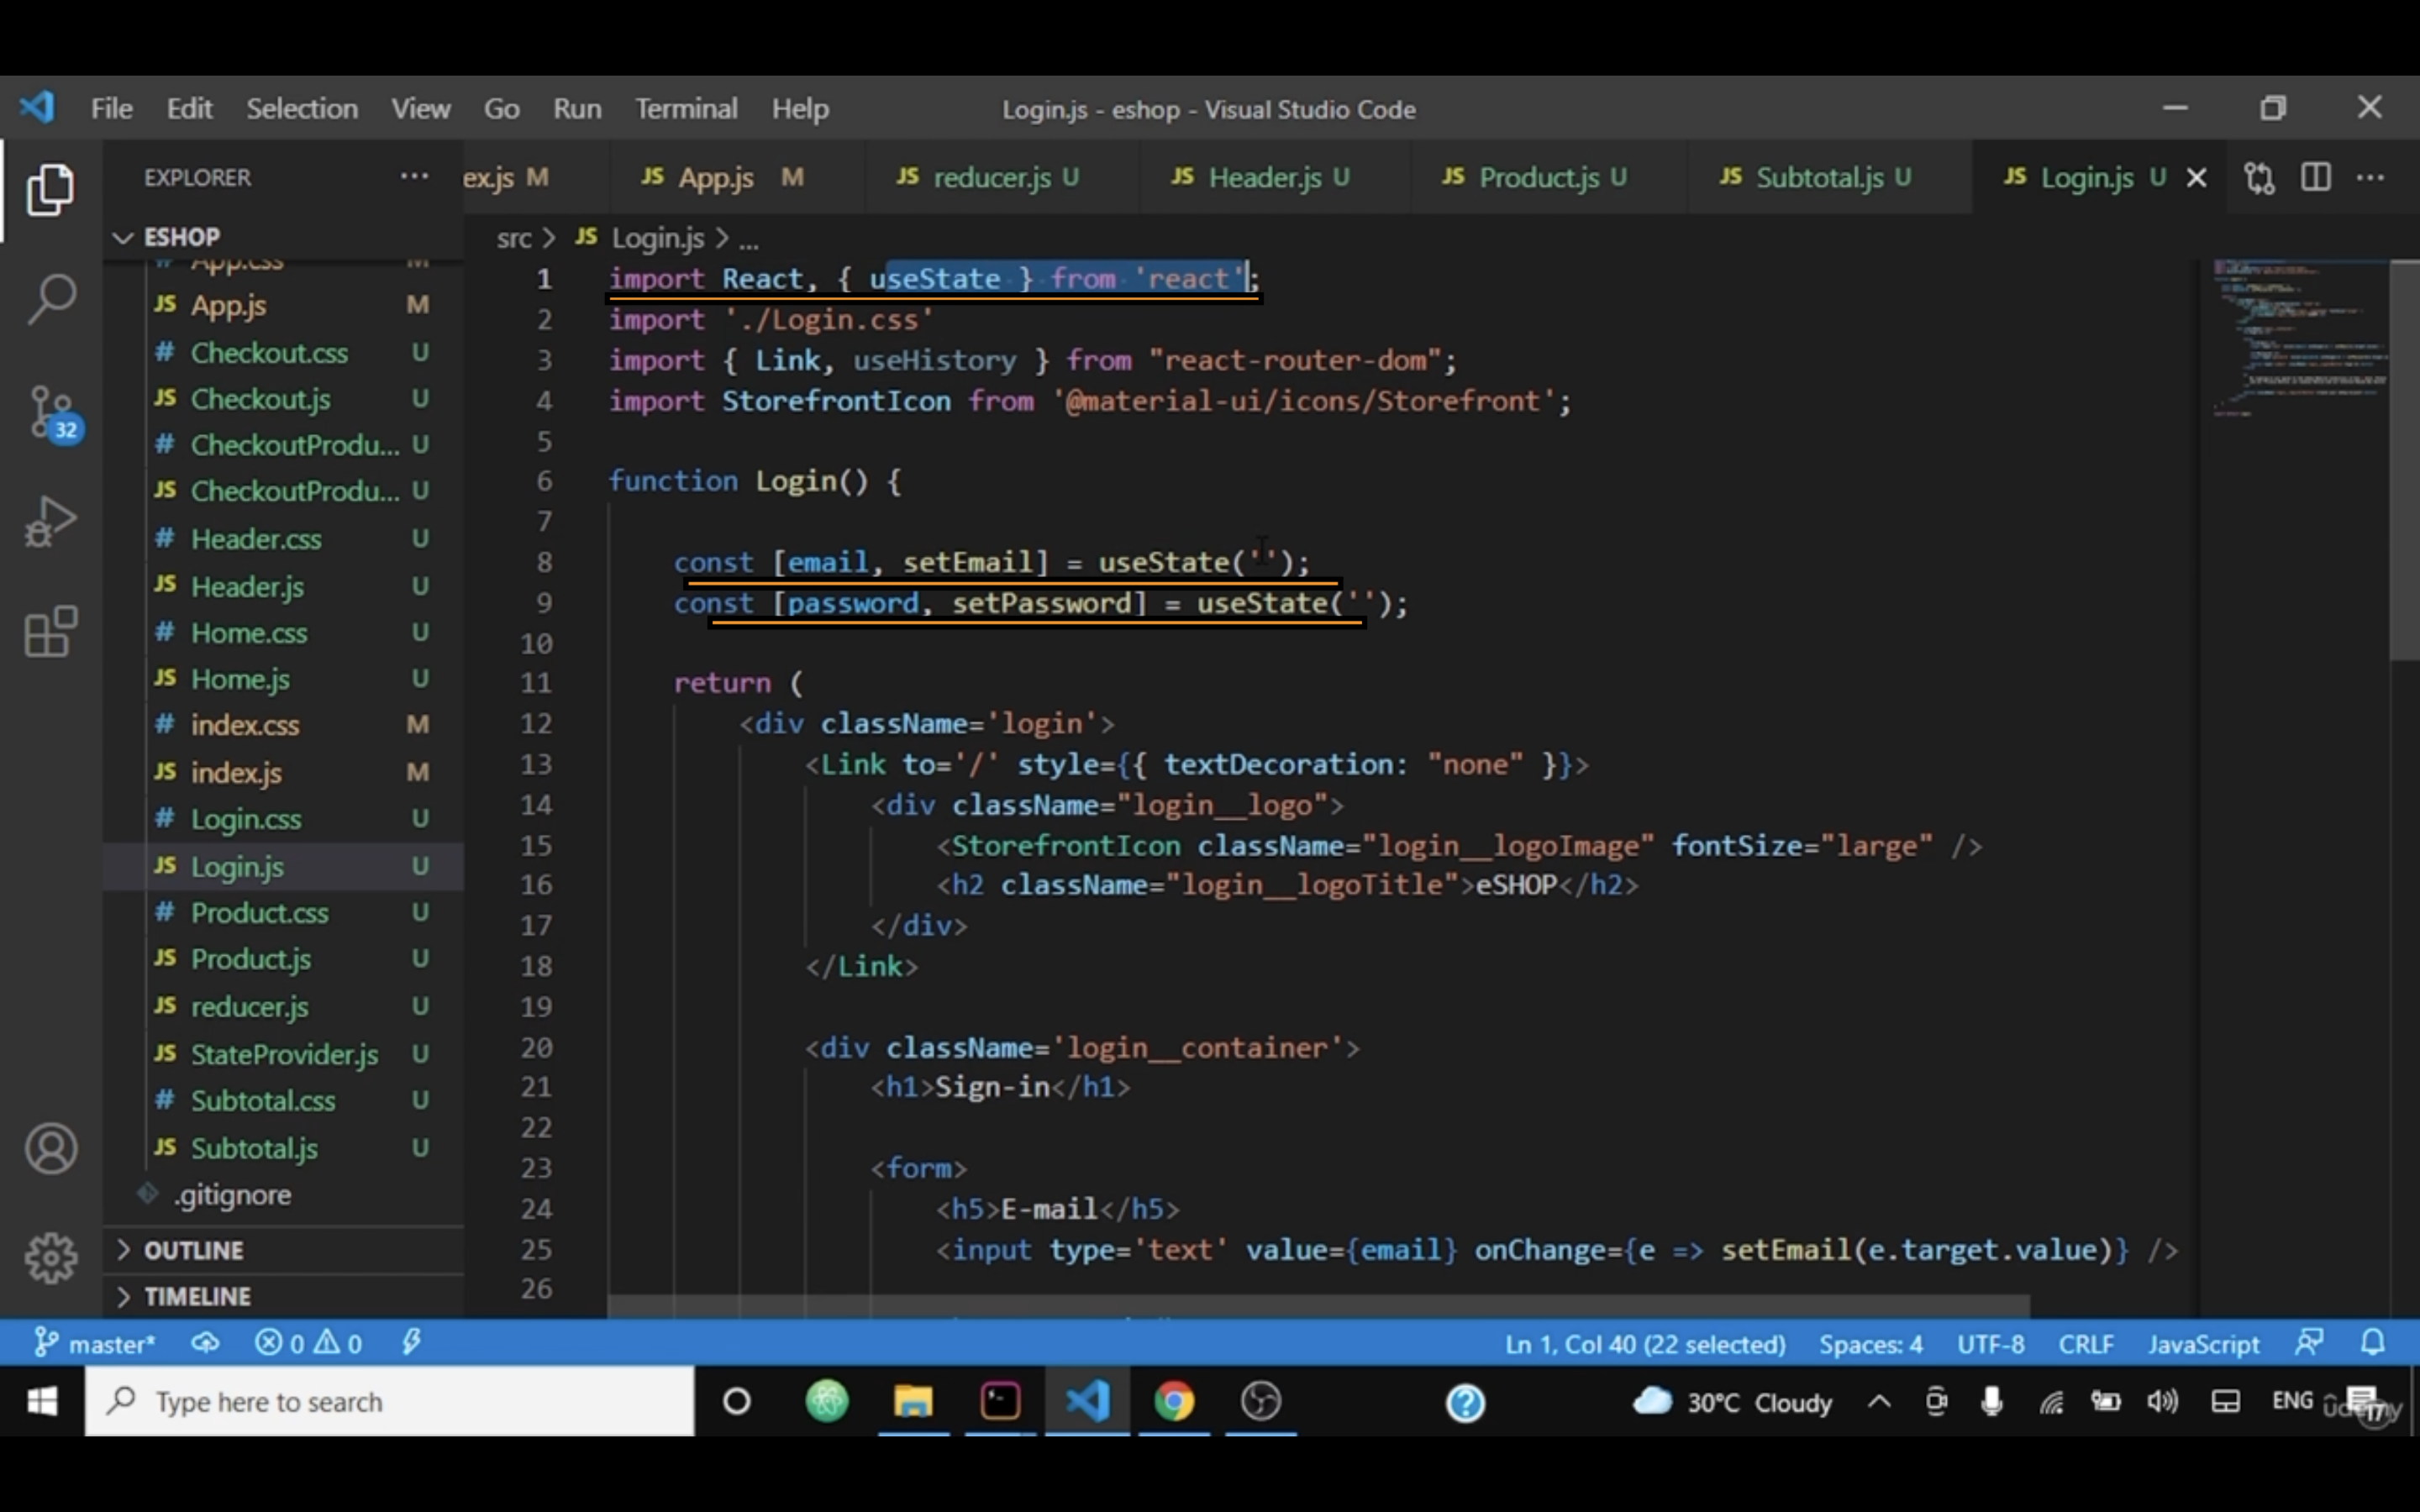 File Edit Selection View Go Run Terminal Help Login.js - eshop - Visual Studio Code
EXPLORER ··· ex.js M JS App.js M JS reducer.js U JS Header.js U JS Product.js U JS Subtotal.js U JS Login.js U
ESHOP
src > JS Login.js > ...
# App.css M
JS App.js M
# Checkout.css U
JS Checkout.js U
# CheckoutProdu... U
JS CheckoutProdu... U
# Header.css U
JS Header.js U
# Home.css U
JS Home.js U
# index.css M
JS index.js M
# Login.css U
JS Login.js U
# Product.css U
JS Product.js U
JS reducer.js U
JS StateProvider.js U
# Subtotal.css U
JS Subtotal.js U
.gitignore
OUTLINE
TIMELINE
32
1 import React, { useState } from 'react';
2 import './Login.css'
3 import { Link, useHistory } from "react-router-dom";
4 import StorefrontIcon from '@material-ui/icons/Storefront';
5
6 function Login() {
7
8 const [email, setEmail] = useState('');
9 const [password, setPassword] = useState('');
10
11 return (
12 <div className='login'>
13 <Link to='/' style={{ textDecoration: "none" }}>
14 <div className="login__logo">
15 <StorefrontIcon className="login__logoImage" fontSize="large" />
16 <h2 className="login__logoTitle">eSHOP</h2>
17 </div>
18 </Link>
19
20 <div className='login__container'>
21 <h1>Sign-in</h1>
22
23 <form>
24 <h5>E-mail</h5>
25 <input type='text' value={email} onChange={e => setEmail(e.target.value)} />
26
master* 0 0 Ln 1, Col 40 (22 selected) Spaces: 4 UTF-8 CRLF JavaScript
Type here to search 30°C Cloudy ENG 17